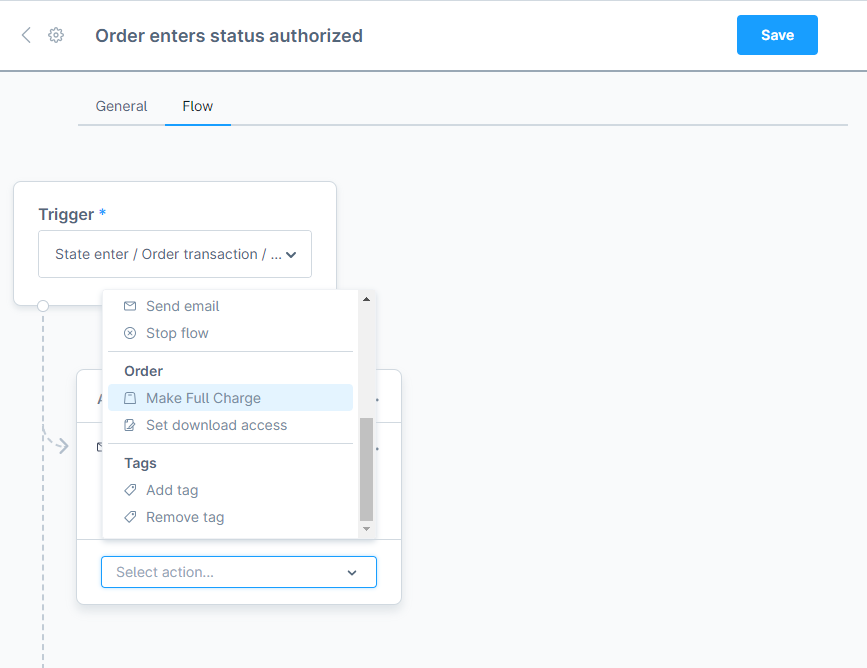 Order enters status authorized
Save
General
Flow
Trigger *
State enter / Order transaction / ...
Send email
Stop flow
Order
Make Full Charge
Set download access
Tags
Add tag
Remove tag
Select action...